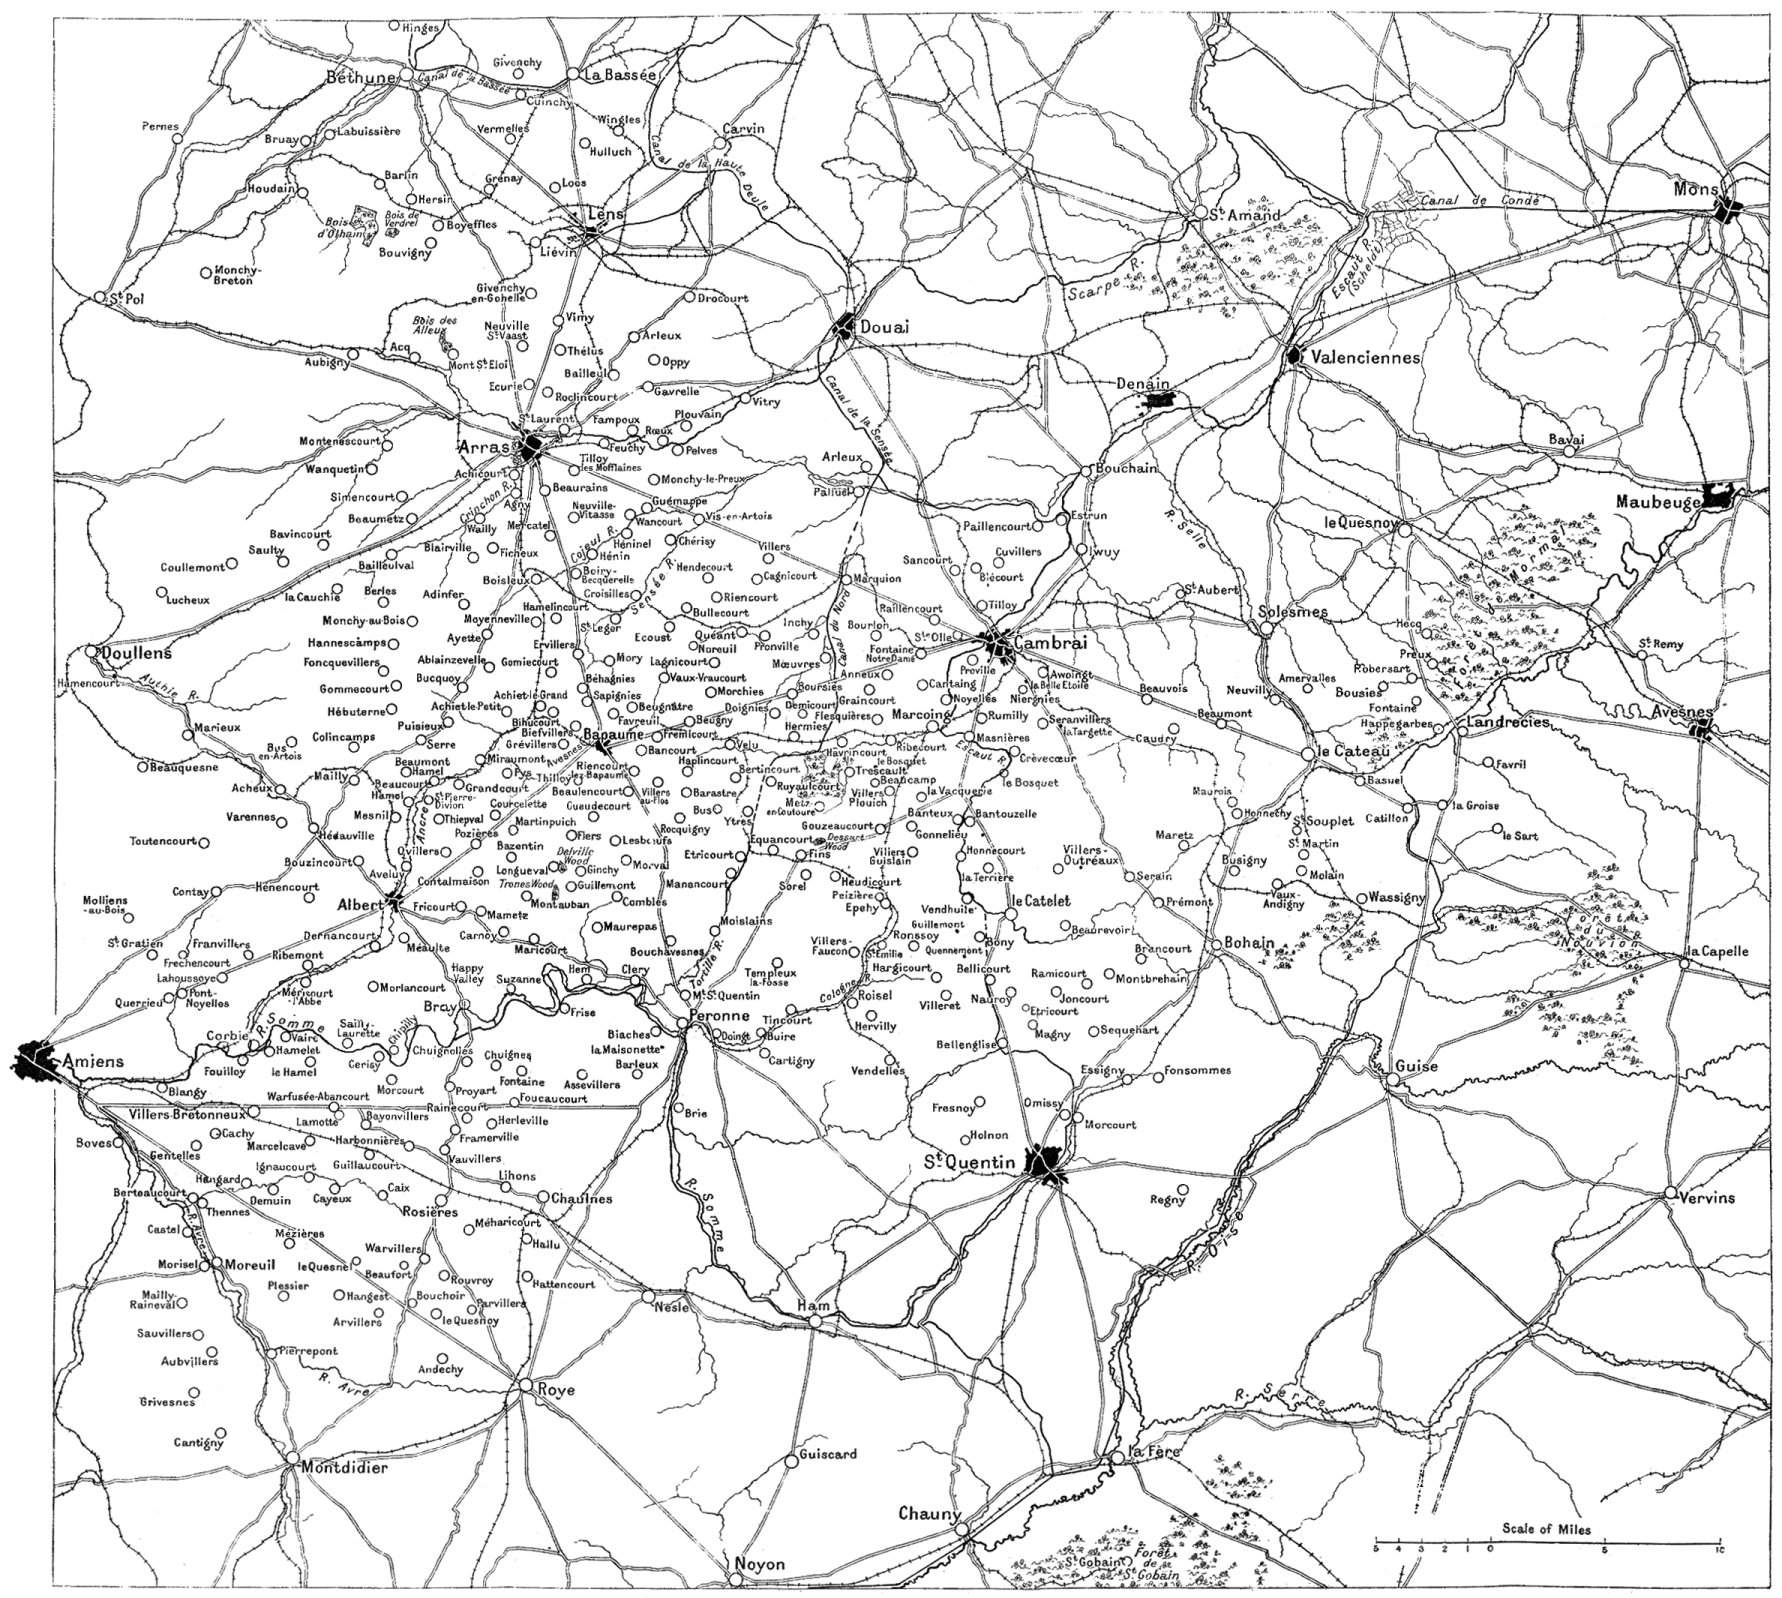 Hinges
Givenchy
Béthune
Canal de la Bassée
La Bassée
Cuinchy
Pernes
Bruay
Labuissière
Vermelles
Wingles
Carvin
Hulluch
Canal de la Haute Deule
Houdain
Barlin
Hersin
Grenay
Loos
Lens
Bois d'Olhain
Bois de Verdrel
Boyeffles
Bouvigny
Liévin
St Amand
Canal de Condé
Mons
Monchy-
Breton
St Pol
Givenchy
en-Gohelle
Drocourt
Scarpe R.
Escaut R.
(Scheldt)
Bois des
Alleux
Neuville
St Vaast
Vimy
Arleux
Douai
Aubigny
Acq
Mont St Eloi
Thélus
Oppy
Bailleul
Valenciennes
Ecurie
Roclincourt
Gavrelle
Vitry
Canal de la Sensée
Denain
St Laurent
Fampoux
Plouvain
Rœux
Montenescourt
Arras
Feuchy
Pelves
Bavai
Wanquetin
Achicourt
Tilloy
les Mofflaines
Arleux
Bouchain
Simencourt
Crinchon R.
Agny
Beaurains
Monchy-le-Preux
Palluel
Maubeuge
Beaumetz
Wailly
Mercatel
Neuville-
Vitasse
Guémappe
Wancourt
Vis-en-Artois
Paillencourt
Estrun
R. Selle
le Quesnoy
Bavincourt
Saulty
Coullemont
Bailleulval
Blairville
Ficheux
Cojeul R.
Héninel
Hénin
Chérisy
Villers
Sancourt
Cuvillers
Iwuy
Mormal
Boisleux
Boiry-
Becquerelle
Hendecourt
Cagnicourt
Marquion
Blécourt
Lucheux
la Cauchie
Berles
Adinfer
Croisilles
Sensée R.
Riencourt
Bullecourt
St Aubert
Monchy-au-Bois
Moyenneville
Hamelincourt
St Leger
Ecoust
Quéant
Pronville
Inchy
Canal du Nord
Raillencourt
Bourlon
Tilloy
St Olle
Solesmes
Hannescamps
Ayette
Ervillers
Noreuil
Mœuvres
Fontaine
Notre Dame
Cambrai
Hecq
Doullens
Foncquevillers
Ablainzevelle
Gomiecourt
Mory
Lagnicourt
Anneux
Proville
Preux
St Remy
Hamencourt
Authie R.
Gommecourt
Bucquoy
Béhagnies
Vaux-Vraucourt
Cantaing
Awoingt
la Belle Etoile
Robersart
Hébuterne
Achiet-le-Grand
Sapignies
Morchies
Boursies
Graincourt
Noyelles
Niergnies
Beauvois
Neuvilly
Amervalles
Bousies
Marieux
Achiet-le-Petit
Bihucourt
Beugnâtre
Favreuil
Beugny
Doignies
Demicourt
Flesquières
Marcoing
Rumilly
Seranvillers
la Targette
Beaumont
Fontaine
Happegarbes
Landrecies
Avesnes
Puisieux
Serre
Biefvillers
Grévillers
Bapaume
Fremicourt
Hermies
Masnières
Caudry
Bus
en-Artois
Colincamps
Beauquesne
Mailly
Beaumont
Hamel
Miraumont
Avesnes
lez-Bapaume
Bancourt
Velu
Havrincourt
Ribecourt
Escaut R.
Crèvecœur
le Cateau
Favril
Acheux
Beaucourt
Pys
Thilloy
Riencourt
Haplincourt
Bertincourt
Trescault
le Bosquet
le Bosquet
Basuel
Hamel
St Pierre-
Divion
Grandcourt
Beaulencourt
Villers
au-Flos
Barastre
Ruyaulcourt
Beaucamp
Villers
Plouich
la Vacquerie
Maurois
la Groise
Varennes
Mesnil
Thiepval
Courcelette
Gueudecourt
Bus
Metz
en-Couture
Banteux
Bantouzelle
Honnechy
Catillon
Toutencourt
Hédauville
Ancre
Pozières
Martinpuich
Flers
Rocquigny
Ytres
Gouzeaucourt
Gonnelieu
Maretz
St Souplet
le Sart
Bouzincourt
Ovillers
Bazentin
Lesbœufs
Equancourt
Dessart
Wood
Villers
Guislain
Honnecourt
Villers-
Outréaux
St Martin
Contay
Hénencourt
Aveluy
Contalmaison
Longueval
Delville
Wood
Ginchy
Morval
Etricourt
Fins
la Terrière
Busigny
Molain
Molliens
-au-Bois
Albert
Fricourt
Trones Wood
Guillemont
Manancourt
Sorel
Heudicourt
Serain
Vaux-
Andigny
Wassigny
Mametz
Montauban
Combles
Peizière
Epehy
Vendhuile
le Catelet
Prémont
St Gratien
Franvillers
Dernancourt
Méaulte
Carnoy
Maurepas
Moislains
Guillemont
Ronssoy
Beaurevoir
Forêt
du
Nouvion
Frechencourt
Ribemont
Maricourt
Bouchavesnes
Villers-
Faucon
St Emilie
Quennemont
Bony
Brancourt
Bohain
la Capelle
Lahoussoye
Happy
Valley
Suzanne
Hem
Clery
Tortille R.
Templeux
la-Fosse
Hargicourt
Bellicourt
Ramicourt
Montbrehain
Querrieu
Pont-
Noyelles
Méricourt
l'Abbe
Morlancourt
Bray
Mt St Quentin
Cologne R.
Roisel
Villeret
Nauroy
Joncourt
Etricourt
Frise
Peronne
Tincourt
R. Somme
Sailly-
Laurette
Chipilly
Biaches
Doingt
Buire
Hervilly
Magny
Sequehart
Corbie
Vaire
Hamelet
Cerisy
Chuignolles
Chuignes
la Maisonette
Cartigny
Bellenglise
Amiens
Fouilloy
le Hamel
Morcourt
Fontaine
Assevillers
Barleux
Vendelles
Essigny
Fonsommes
Guise
Blangy
Warfusée-Abancourt
Proyart
Foucaucourt
Villers-Bretonneux
Lamotte
Bayonvillers
Rainecourt
Herleville
Brie
Fresnoy
Omissy
Boves
Cachy
Marcelcave
Harbonnières
Framerville
Holnon
Morcourt
Gentelles
Guillaucourt
Vauvillers
St Quentin
Hangard
Ignaucourt
Lihons
Berteaucourt
Demuin
Cayeux
Caix
Chaulnes
R. Somme
Regny
Vervins
Thennes
Rosières
Castel
R. Avre
Mézières
Méharicourt
Hallu
R. Oise
Morisel
Moreuil
le Quesnel
Warvillers
Beaufort
Rouvroy
Hattencourt
Mailly-
Raineval
Plessier
Hangest
Bouchoir
Parvillers
Nesle
Ham
Arvillers
le Quesnoy
Sauvillers
Aubvillers
Pierrepont
Andechy
R. Avre
Roye
Grivesnes
R. Serre
Cantigny
Montdidier
Guiscard
la Fère
Chauny
Scale of Miles
5 4 3 2 1 0 5 10
Noyon
St Gobain
Forêt
de
St Gobain